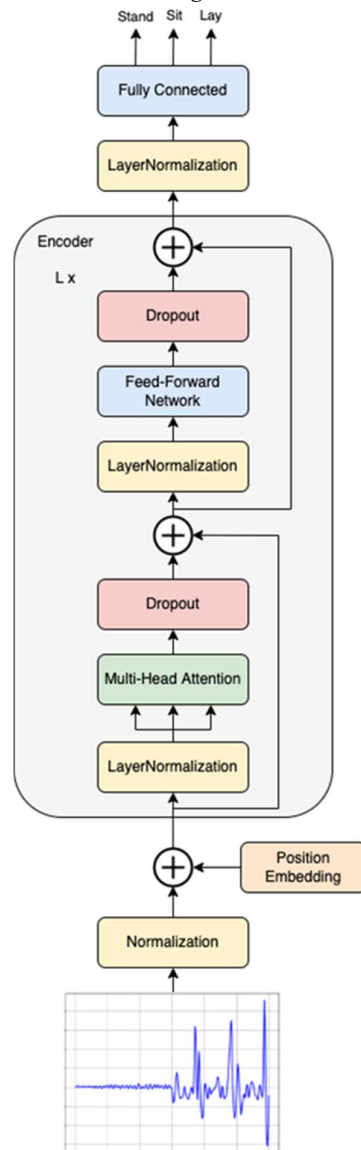 Stand Sit Lay
Fully Connected
LayerNormalization
Encoder
L x
Dropout
Feed-Forward
Network
LayerNormalization
Dropout
Multi-Head Attention
LayerNormalization
Position
Embedding
Normalization